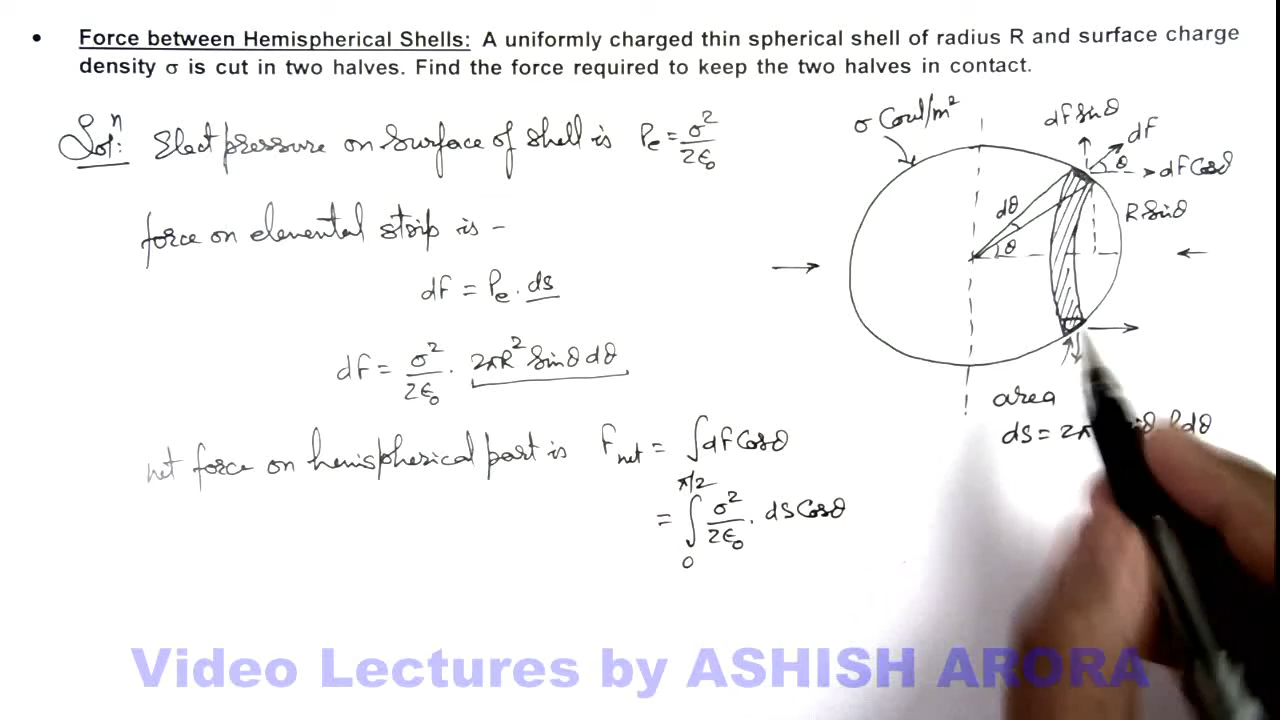 • Force between Hemispherical Shells: A uniformly charged thin spherical shell of radius R and surface charge
density σ is cut in two halves. Find the force required to keep the two halves in contact.
Solⁿ: Elect pressure on surface of shell is Pe = σ²/2ε₀
force on elemental strip is –
dF = Pe . ds
dF = σ²/2ε₀ . 2πR² Sinθ dθ
net force on hemispherical part is Fnet = ∫dF Cosθ
= ∫₀^π/2 σ²/2ε₀ . ds Cosθ
σ Coul/m²
dF Sinθ
dF
θ
dF Cosθ
dθ
θ
R Sinθ
area
ds = 2π dθ
Video Lectures by ASHISH ARORA